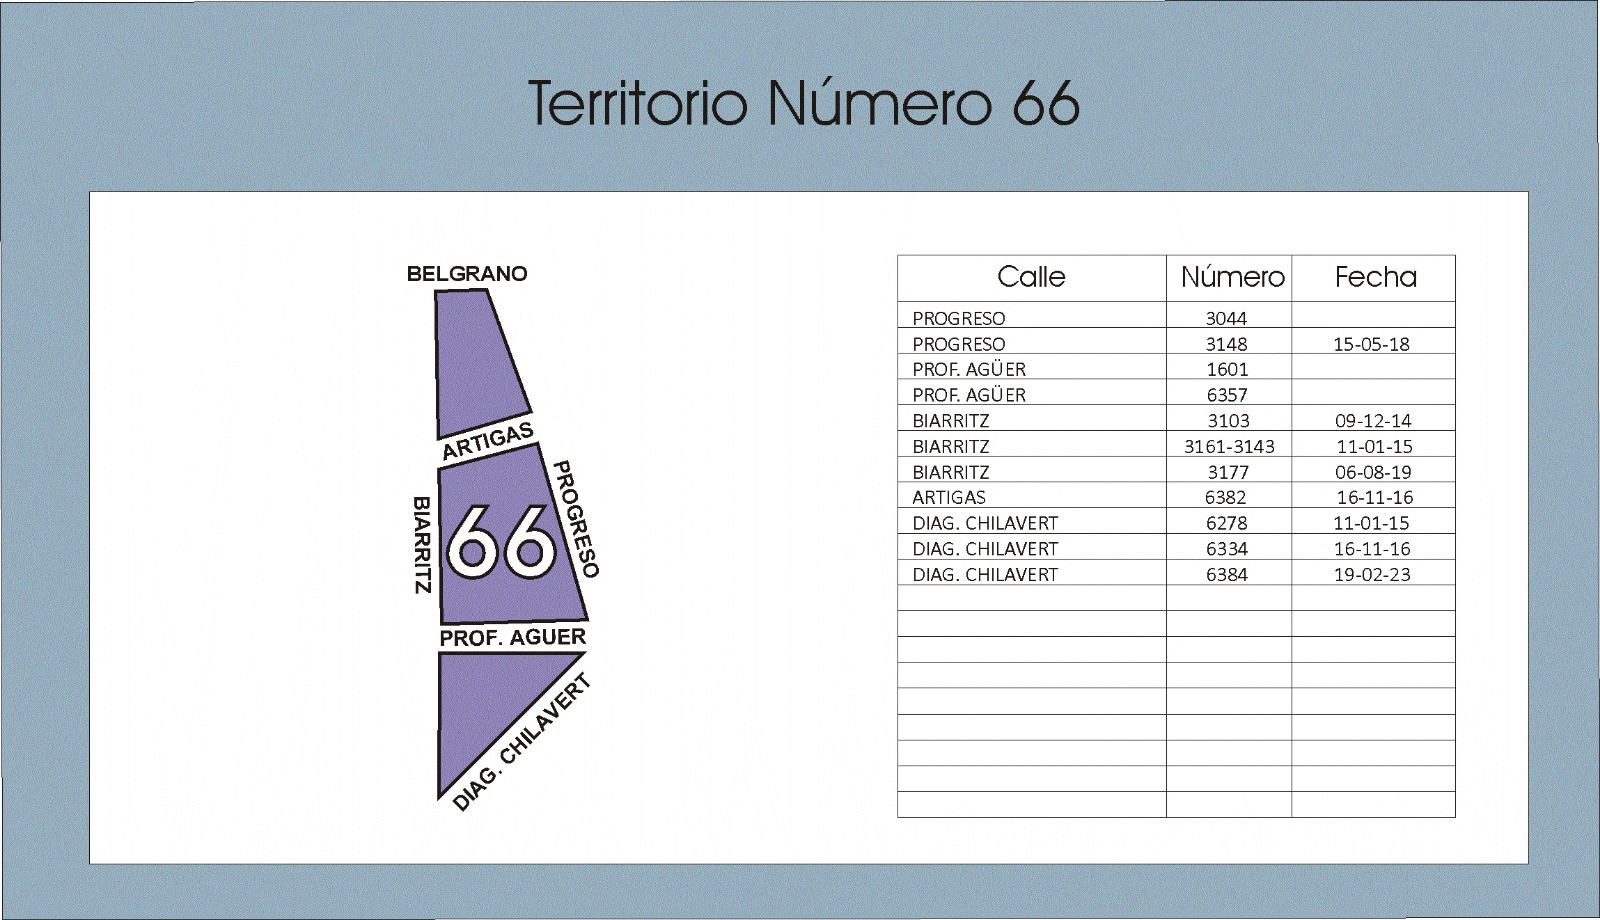 Territorio Número 66
BELGRANO
ARTIGAS
PROGRESO
BIARRITZ
66
PROF. AGUER
DIAG. CHILAVERT
Calle Número Fecha
PROGRESO 3044
PROGRESO 3148 15-05-18
PROF. AGÜER 1601
PROF. AGÜER 6357
BIARRITZ 3103 09-12-14
BIARRITZ 3161-3143 11-01-15
BIARRITZ 3177 06-08-19
ARTIGAS 6382 16-11-16
DIAG. CHILAVERT 6278 11-01-15
DIAG. CHILAVERT 6334 16-11-16
DIAG. CHILAVERT 6384 19-02-23